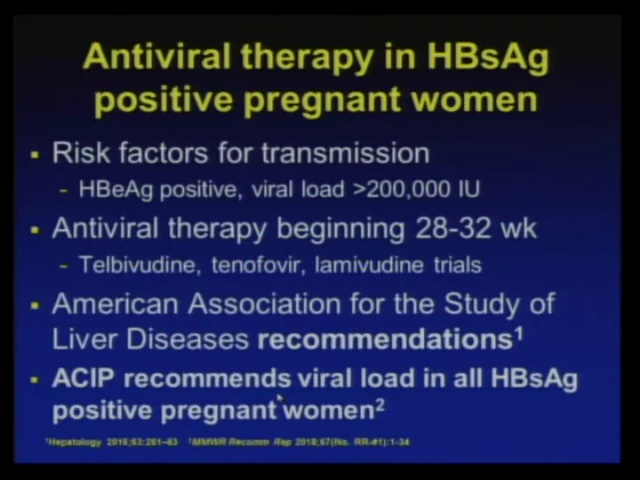 Antiviral therapy in HBsAg
positive pregnant women
▪ Risk factors for transmission
- HBeAg positive, viral load >200,000 IU
▪ Antiviral therapy beginning 28-32 wk
- Telbivudine, tenofovir, lamivudine trials
▪ American Association for the Study of
Liver Diseases recommendations¹
▪ ACIP recommends viral load in all HBsAg
positive pregnant women²
¹Hepatology 2016;63:261–83 ²MMWR Recomm Rep 2018;67(No. RR-#1):1-34